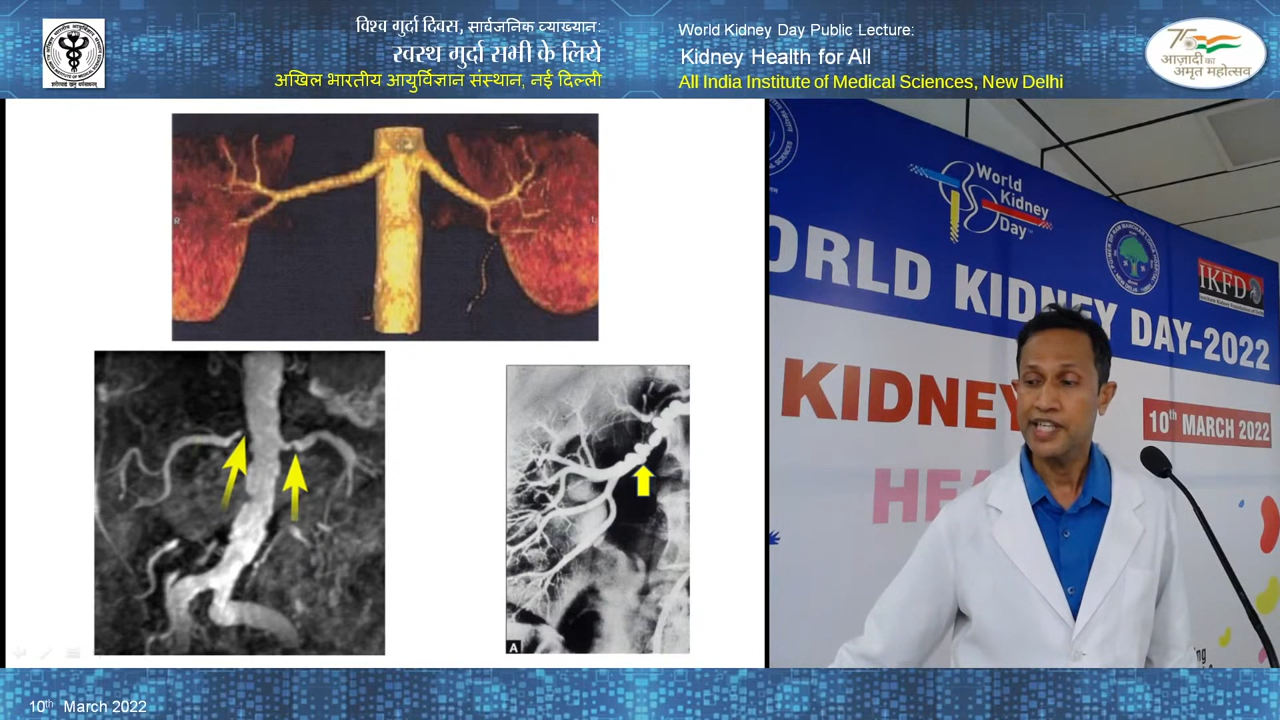 विश्व गुर्दा दिवस, सार्वजनिक व्याख्यान:
स्वस्थ गुर्दा सभी के लिये
अखिल भारतीय आयुर्विज्ञान संस्थान, नई दिल्ली
World Kidney Day Public Lecture:
Kidney Health for All
All India Institute of Medical Sciences, New Delhi
75
आज़ादी का
अमृत महोत्सव
R
L
A
World
Kidney
Day
IKFD
ORLD KIDNEY DAY-2022
KIDNEY
10th MARCH 2022
HEA
10th March 2022